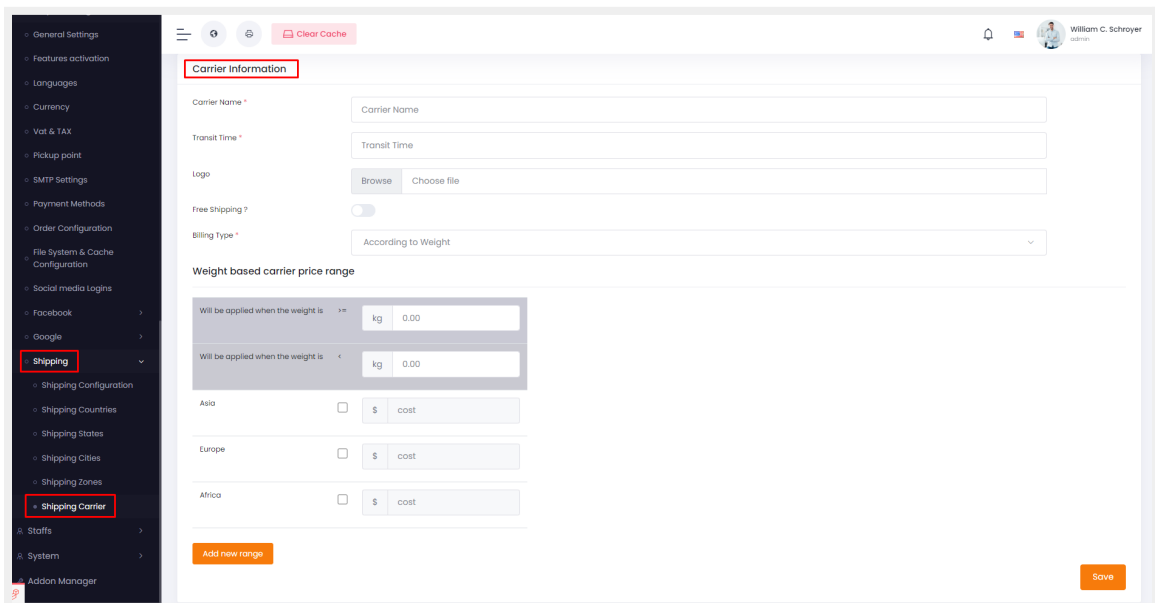 General Settings
Features activation
Languages
Currency
Vat & TAX
Pickup point
SMTP Settings
Payment Methods
Order Configuration
File System & Cache
Configuration
Social media Logins
Facebook
Google
Shipping
Shipping Configuration
Shipping Countries
Shipping States
Shipping Cities
Shipping Zones
Shipping Carrier
Staffs
System
Addon Manager
Clear Cache
William C. Schroyer
admin
Carrier Information
Carrier Name * Carrier Name
Transit Time * Transit Time
Logo Browse Choose file
Free Shipping ?
Billing Type * According to Weight
Weight based carrier price range
Will be applied when the weight is >= kg 0.00
Will be applied when the weight is < kg 0.00
Asia $ cost
Europe $ cost
Africa $ cost
Add new range
Save